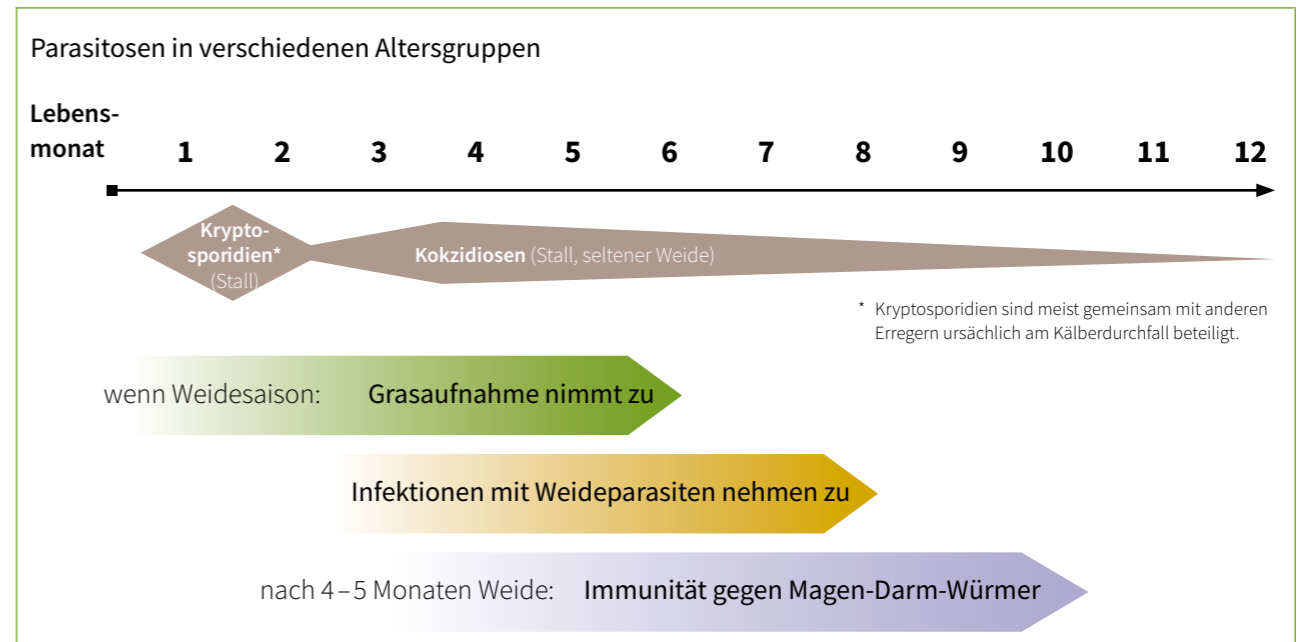 Parasitosen in verschiedenen Altersgruppen
Lebens-
monat 1 2 3 4 5 6 7 8 9 10 11 12
Krypto-
sporidien*
(Stall)
Kokzidiosen (Stall, seltener Weide)
* Kryptosporidien sind meist gemeinsam mit anderen
Erregern ursächlich am Kälberdurchfall beteiligt.
wenn Weidesaison: Grasaufnahme nimmt zu
Infektionen mit Weideparasiten nehmen zu
nach 4–5 Monaten Weide: Immunität gegen Magen-Darm-Würmer